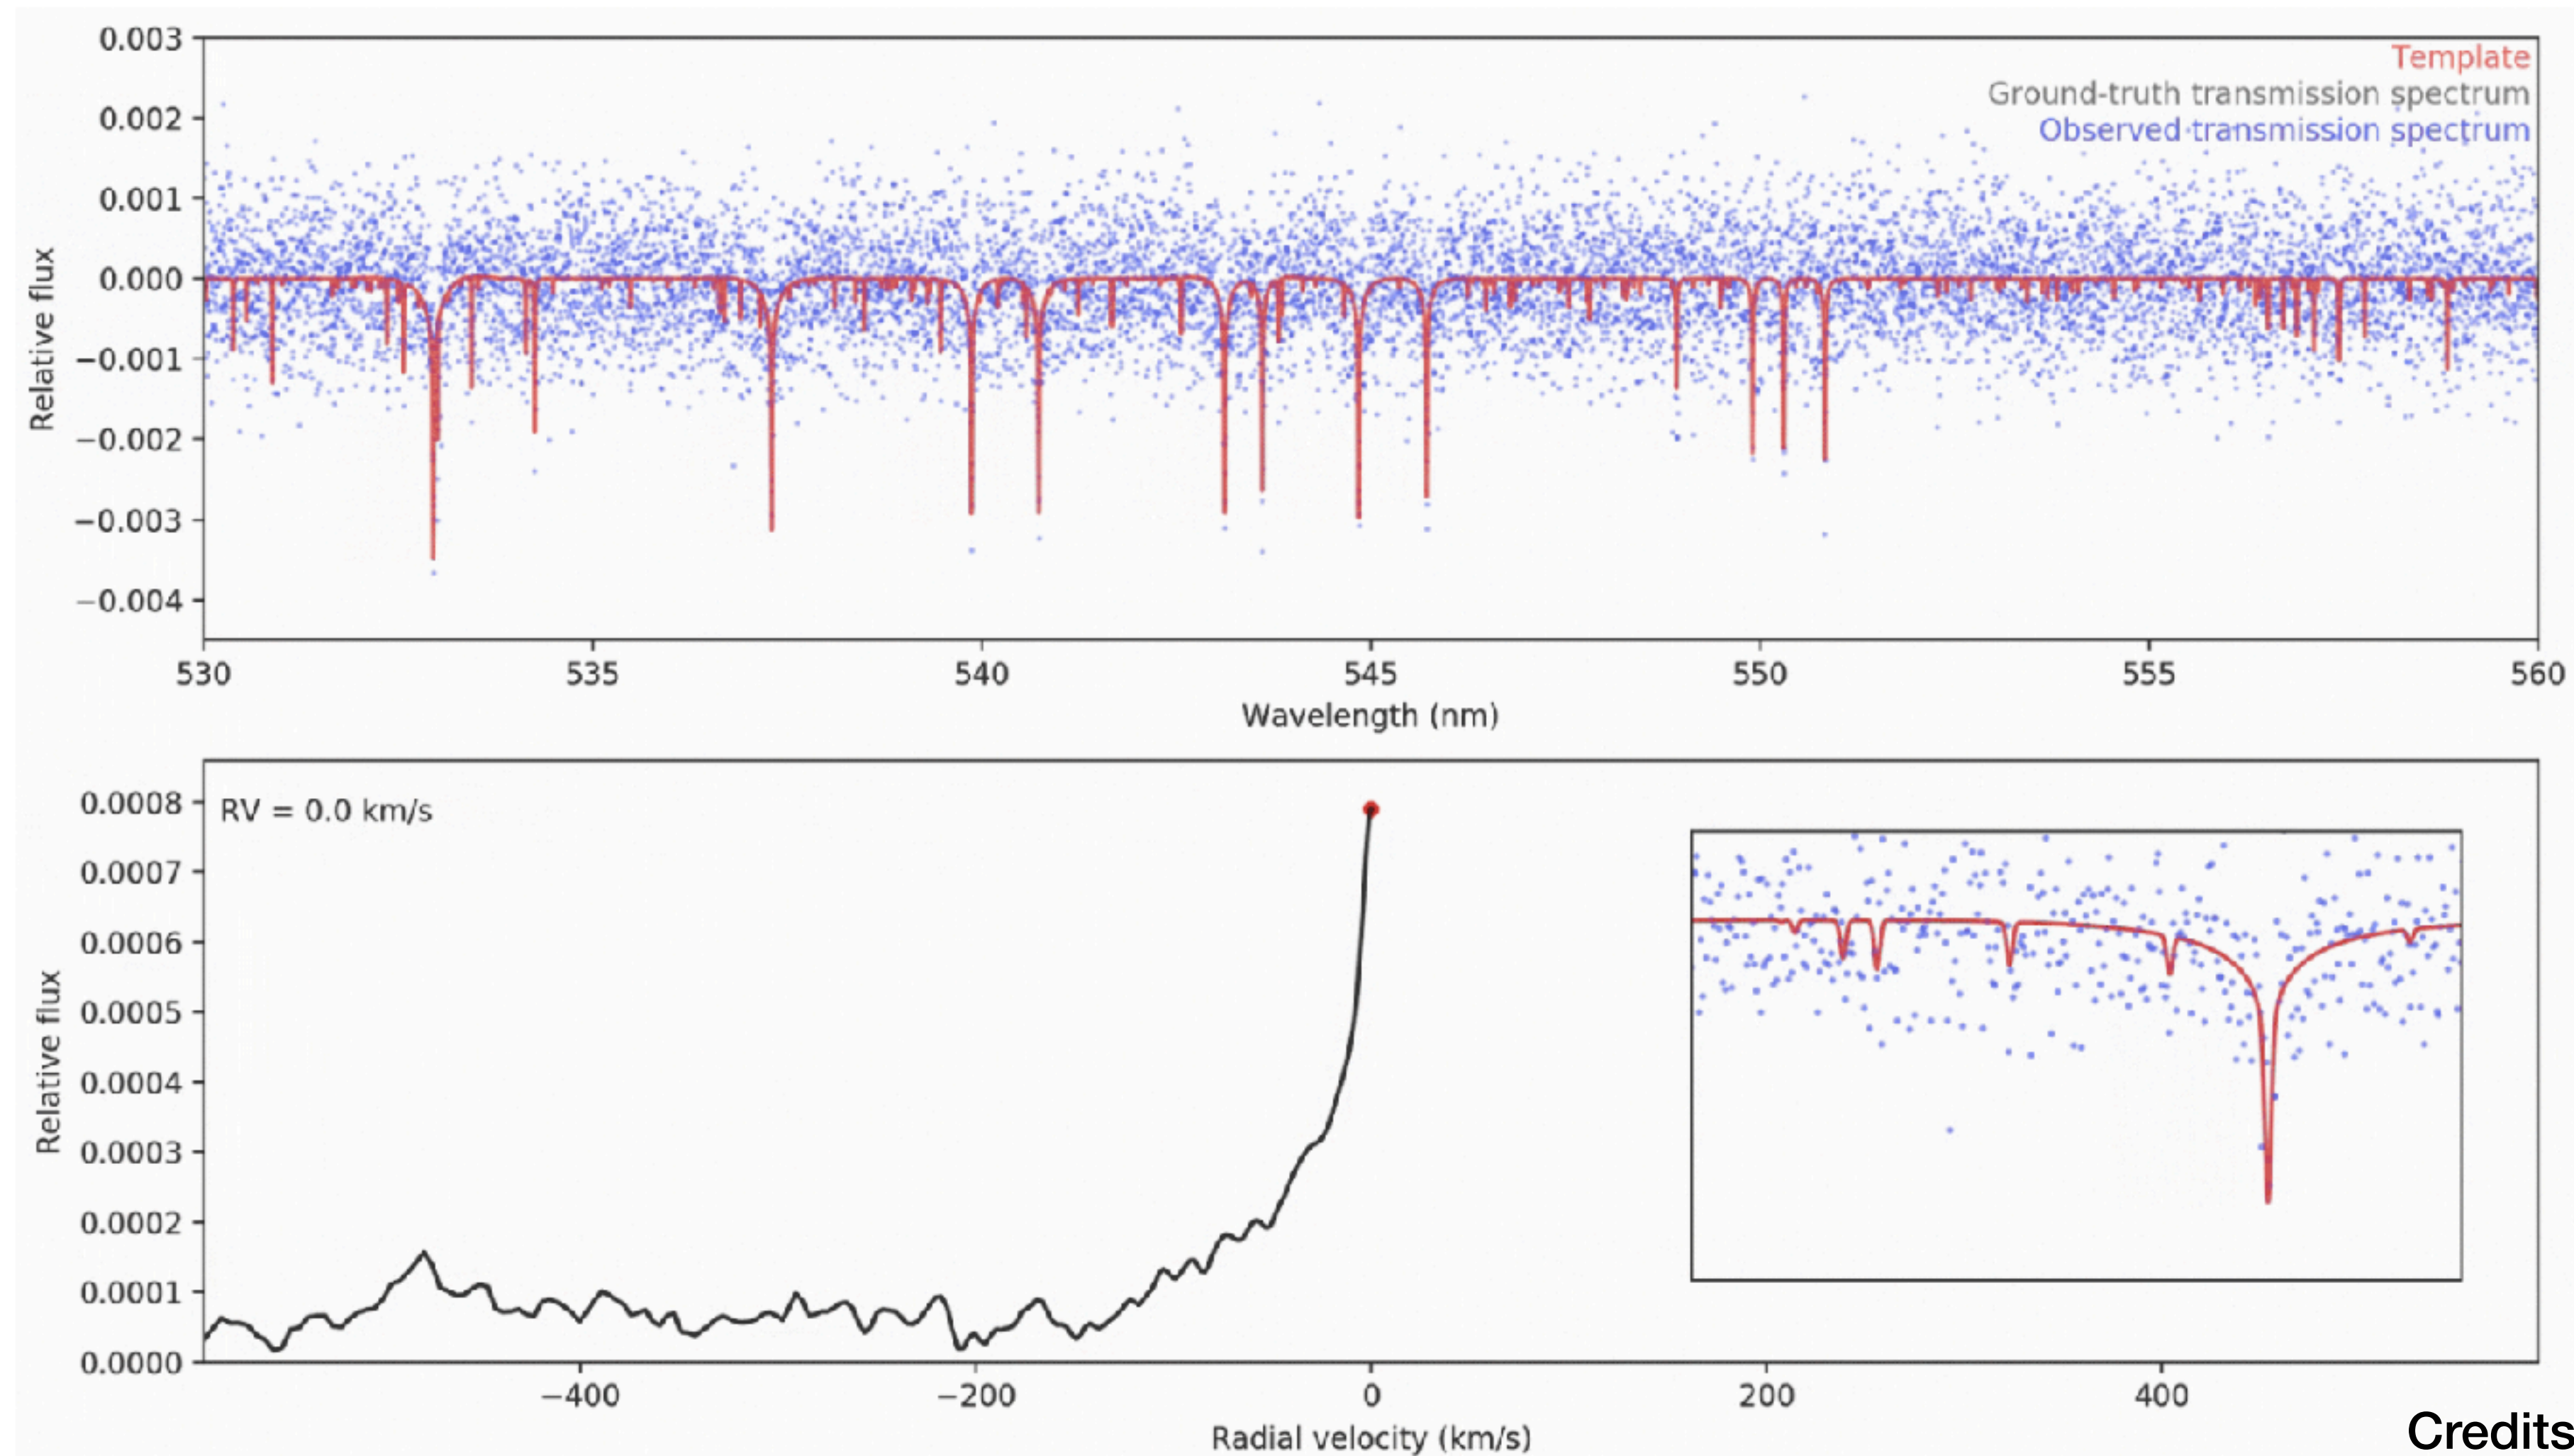 0.003
0.002
0.001
0.000
−0.001
−0.002
−0.003
−0.004
Relative flux
Template
Ground-truth transmission spectrum
Observed transmission spectrum
530 535 540 545 550 555 560
Wavelength (nm)
RV = 0.0 km/s
0.0008
0.0007
0.0006
0.0005
0.0004
0.0003
0.0002
0.0001
0.0000
Relative flux
−400 −200 0 200 400
Radial velocity (km/s)
Credits